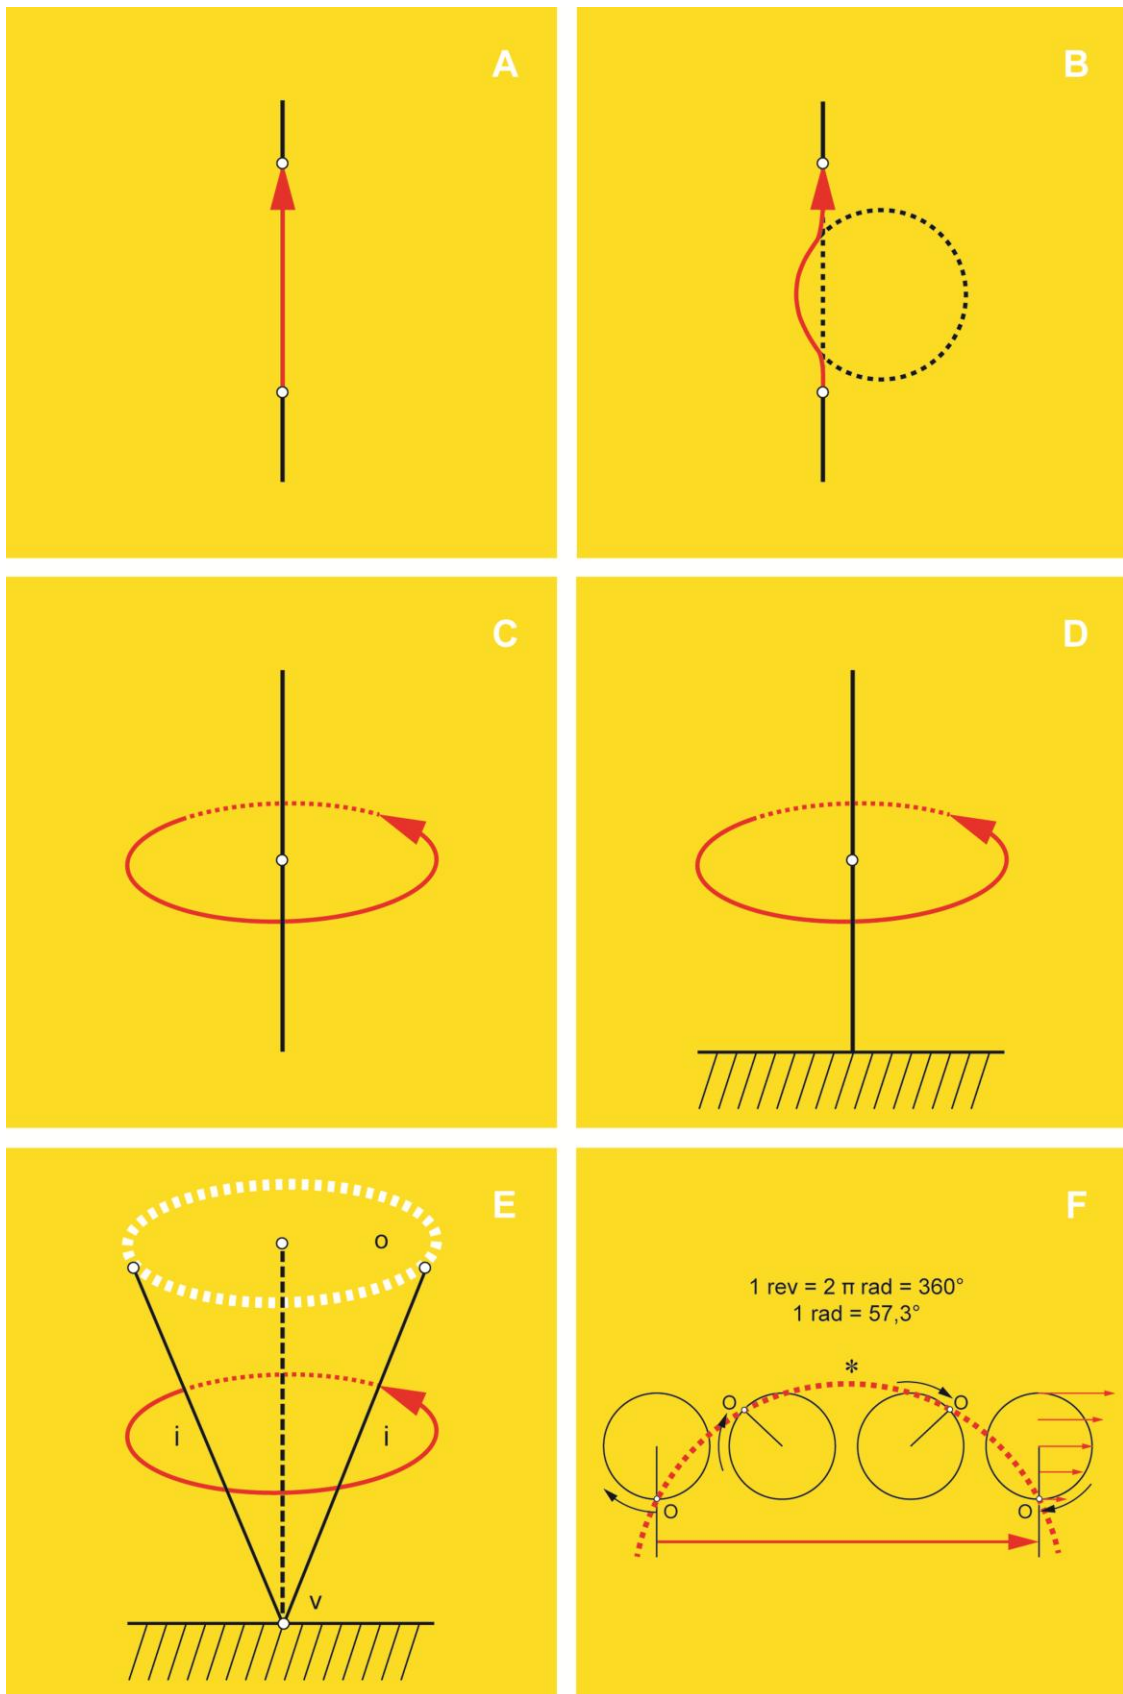 A
B
C
D
E
o
i
i
v
F
1 rev = 2 π rad = 360°
1 rad = 57,3°
*
O
O
O
O